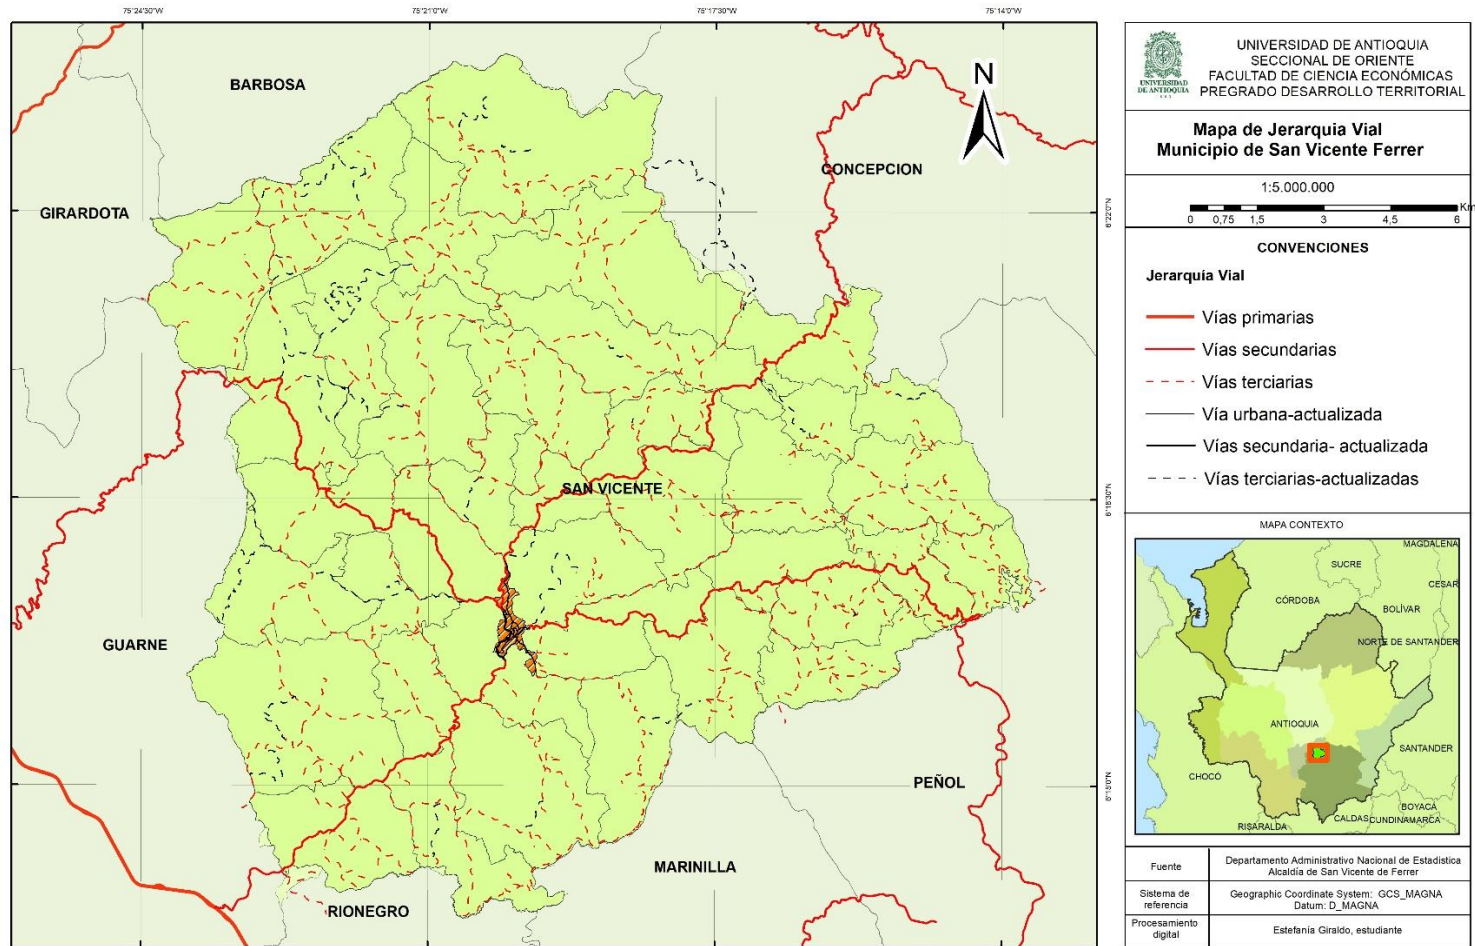 75°24'30"W
75°21'0"W
75°17'30"W
75°14'0"W
BARBOSA
N
CONCEPCION
GIRARDOTA
6°22'0"N
SAN VICENTE
6°18'30"N
GUARNE
PEÑOL
6°15'0"N
MARINILLA
RIONEGRO
UNIVERSIDAD
DE ANTIOQUIA
UNIVERSIDAD DE ANTIOQUIA
SECCIONAL DE ORIENTE
FACULTAD DE CIENCIA ECONÓMICAS
PREGRADO DESARROLLO TERRITORIAL
Mapa de Jerarquia Vial
Municipio de San Vicente Ferrer
1:5.000.000
Km
0 0,75 1,5 3 4,5 6
CONVENCIONES
Jerarquía Vial
Vías primarias
Vías secundarias
Vías terciarias
Vía urbana-actualizada
Vías secundaria- actualizada
Vías terciarias-actualizadas
MAPA CONTEXTO
MAGDALENA
SUCRE
CESAR
CÓRDOBA
BOLÍVAR
NORTE DE SANTANDER
ANTIOQUIA
SANTANDER
CHOCÓ
BOYACÁ
RISARALDA
CALDAS
CUNDINAMARCA
Fuente
Departamento Administrativo Nacional de Estadistica
Alcaldía de San Vicente de Ferrer
Sistema de
referencia
Geographic Coordinate System: GCS_MAGNA
Datum: D_MAGNA
Procesamiento
digital
Estefanía Giraldo, estudiante